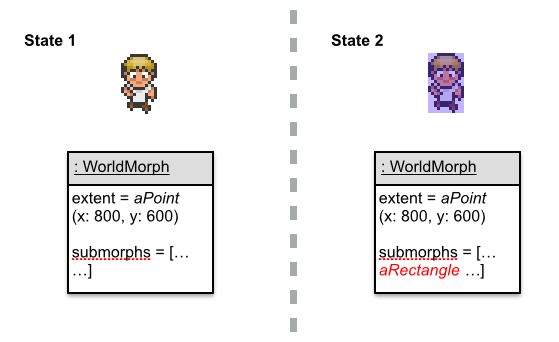 State 1
: WorldMorph
extent = aPoint
(x: 800, y: 600)
submorphs = […
…]
State 2
: WorldMorph
extent = aPoint
(x: 800, y: 600)
submorphs = […
aRectangle …]